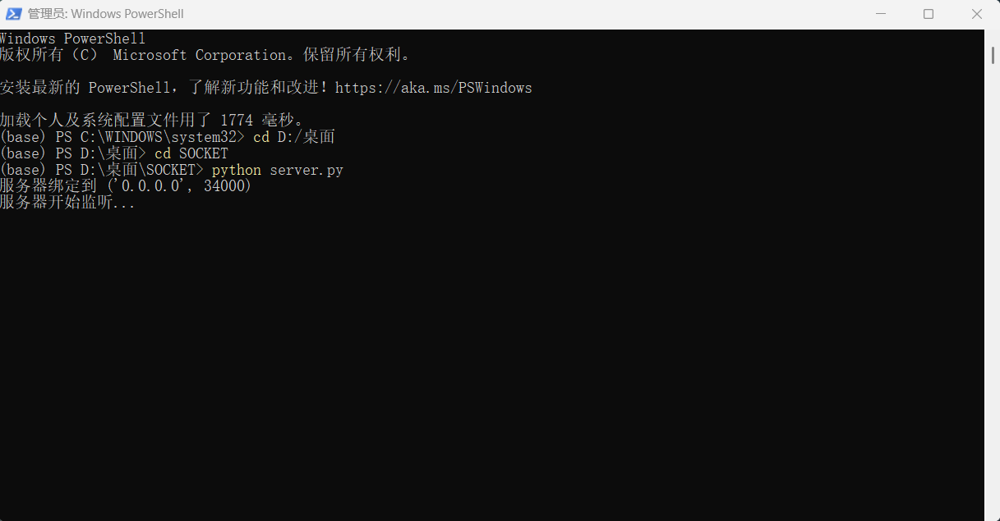 管理员: Windows PowerShell
Windows PowerShell
版权所有（C） Microsoft Corporation。保留所有权利。
安装最新的 PowerShell，了解新功能和改进！https://aka.ms/PSWindows
加载个人及系统配置文件用了 1774 毫秒。
(base) PS C:\WINDOWS\system32> cd D:/桌面
(base) PS D:\桌面> cd SOCKET
(base) PS D:\桌面\SOCKET> python server.py
服务器绑定到 ('0.0.0.0', 34000)
服务器开始监听...